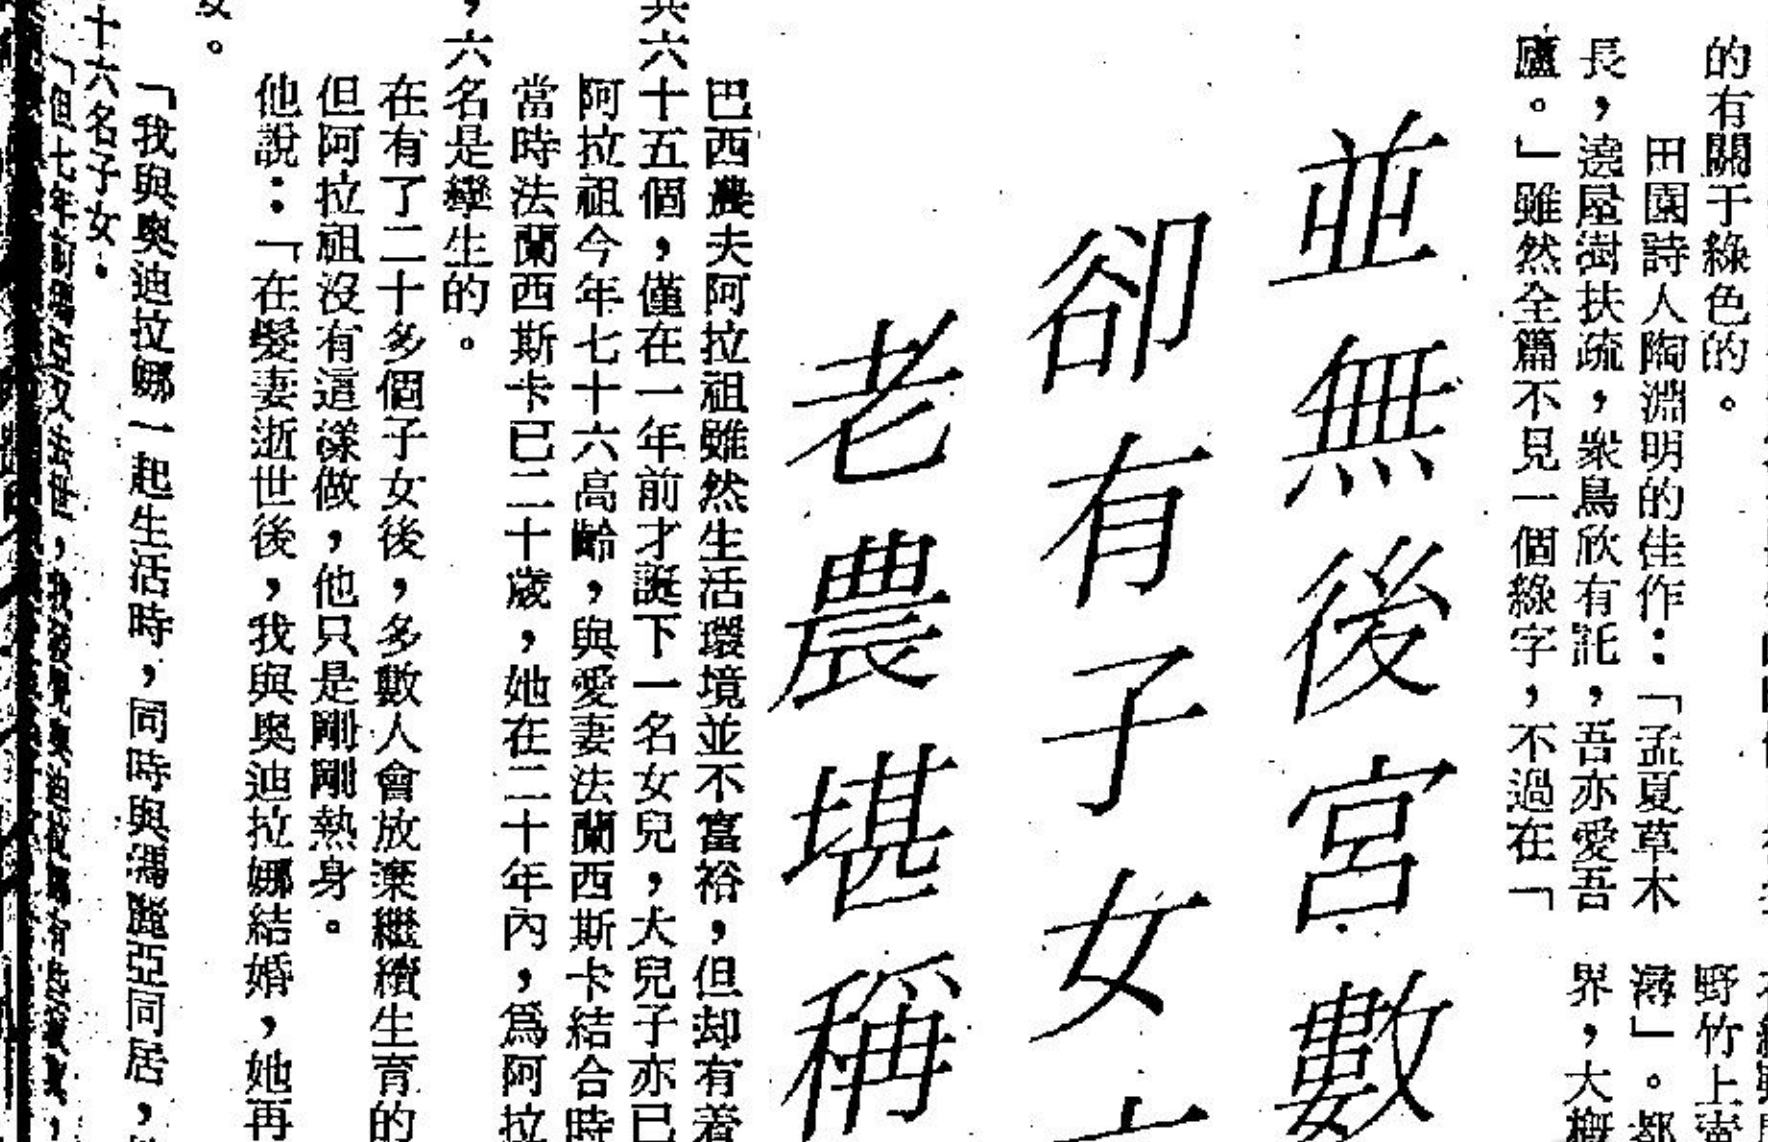 的有關于綠色的。
田園詩人陶淵明的佳作：「孟夏草木
長，遶屋澍扶疏，衆鳥欣有託，吾亦愛吾
廬。」雖然全篇不見一個綠字，不過在「
野竹上
潯」。都
界，大概
並無後宮數
卻有子女
老農堪稱
巴西農夫阿拉祖雖然生活環境並不富裕，但却有着
共六十五個，僅在一年前才誕下一名女兒，大兒子亦已
阿拉祖今年七十六高齡，與愛妻法蘭西斯卡結合時
當時法蘭西斯卡已二十歲，她在二十年內，爲阿拉
，六名是孿生的。
在有了二十多個子女後，多數人會放棄繼續生育的
但阿拉祖沒有這漾做，他只是剛剛熱身。
他說：「在髮妻逝世後，我與奧迪拉娜結婚，她再
。
「我與奧迪拉娜一起生活時，同時與瑪麗亞同居，
十六名子女。